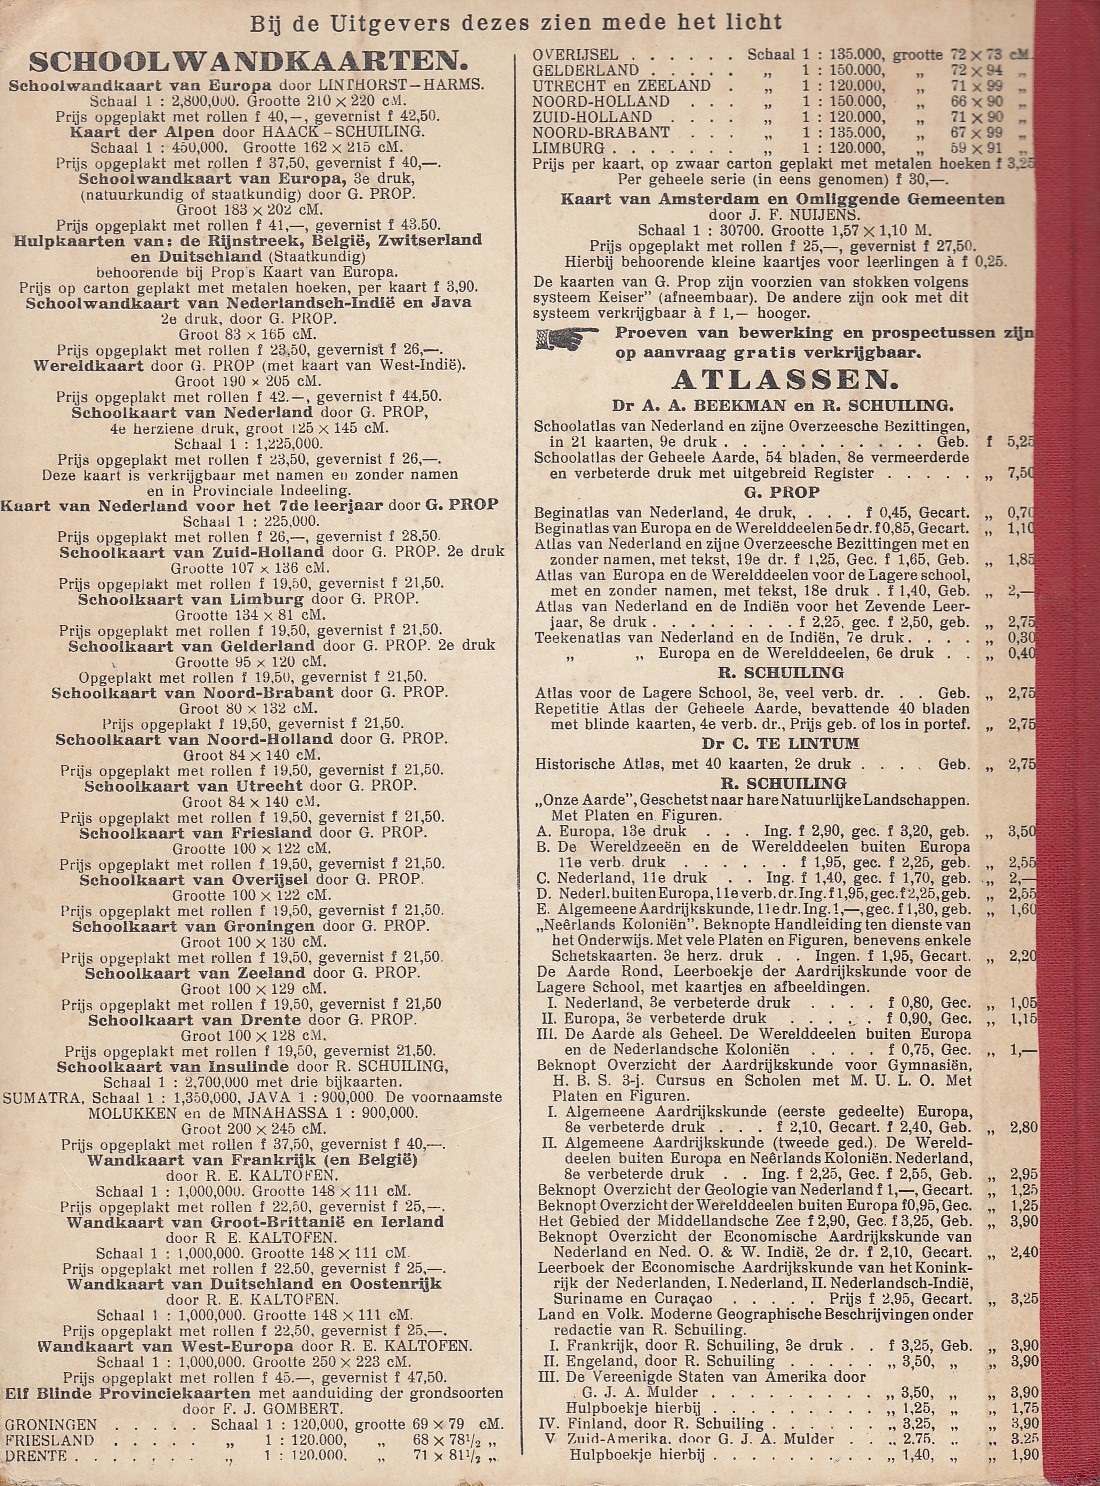 Bij de Uitgevers dezes zien mede het licht
SCHOOLWANDKAARTEN.
Schoolwandkaart van Europa door LINTHORST-HARMS.
Schaal 1 : 2,800,000. Grootte 210 × 220 cM.
Prijs opgeplakt met rollen f 40,—, gevernist f 42,50.
Kaart der Alpen door HAACK-SCHUILING.
Schaal 1 : 450,000. Grootte 162 × 215 cM.
Prijs opgeplakt met rollen f 37,50, gevernist f 40,—.
Schoolwandkaart van Europa, 3e druk,
(natuurkundig of staatkundig) door G. PROP.
Groot 183 × 202 cM.
Prijs opgeplakt met rollen f 41,—, gevernist f 43.50.
Hulpkaarten van: de Rijnstreek, België, Zwitserland
en Duitschland (Staatkundig)
behoorende bij Prop's Kaart van Europa.
Prijs op carton geplakt met metalen hoeken, per kaart f 3,90.
Schoolwandkaart van Nederlandsch-Indië en Java
2e druk, door G. PROP.
Groot 83 × 165 cM.
Prijs opgeplakt met rollen f 23,50, gevernist f 26,—.
Wereldkaart door G. PROP (met kaart van West-Indië).
Groot 190 × 205 cM.
Prijs opgeplakt met rollen f 42.—, gevernist f 44,50.
Schoolkaart van Nederland door G. PROP,
4e herziene druk, groot 125 × 145 cM.
Schaal 1 : 1,225,000.
Prijs opgeplakt met rollen f 23,50, gevernist f 26,—.
Deze kaart is verkrijgbaar met namen en zonder namen
en in Provinciale Indeeling.
Kaart van Nederland voor het 7de leerjaar door G. PROP
Schaal 1 : 225,000.
Prijs opgeplakt met rollen f 26,—, gevernist f 28,50.
Schoolkaart van Zuid-Holland door G. PROP. 2e druk
Grootte 107 × 136 cM.
Prijs opgeplakt met rollen f 19,50, gevernist f 21,50.
Schoolkaart van Limburg door G. PROP.
Grootte 134 × 81 cM.
Prijs opgeplakt met rollen f 19,50, gevernist f 21,50.
Schoolkaart van Gelderland door G. PROP. 2e druk
Grootte 95 × 120 cM.
Opgeplakt met rollen f 19,50, gevernist f 21,50.
Schoolkaart van Noord-Brabant door G. PROP.
Groot 80 × 132 cM.
Prijs opgeplakt met rollen f 19,50, gevernist f 21,50.
Schoolkaart van Noord-Holland door G. PROP.
Groot 84 × 140 cM.
Prijs opgeplakt met rollen f 19,50, gevernist f 21,50.
Schoolkaart van Utrecht door G. PROP.
Groot 84 × 140 cM.
Prijs opgeplakt met rollen f 19,50, gevernist f 21,50.
Schoolkaart van Friesland door G. PROP.
Groot 100 × 122 cM.
Prijs opgeplakt met rollen f 19,50, gevernist f 21,50.
Schoolkaart van Overijsel door G. PROP.
Grootte 100 × 122 cM.
Prijs opgeplakt met rollen f 19,50, gevernist f 21,50.
Schoolkaart van Groningen door G. PROP.
Groot 100 × 130 cM.
Prijs opgeplakt met rollen f 19,50, gevernist f 21,50.
Schoolkaart van Zeeland door G. PROP.
Groot 100 × 129 cM.
Prijs opgeplakt met rollen f 19,50, gevernist f 21,50
Schoolkaart van Drente door G. PROP.
Groot 100 × 128 cM.
Prijs opgeplakt met rollen f 19,50, gevernist 21,50.
Schoolkaart van Insulinde door R. SCHUILING,
Schaal 1 : 2,700,000 met drie bijkaarten.
SUMATRA, Schaal 1 : 1,350,000, JAVA 1 : 900,000. De voornaamste
MOLUKKEN en de MINAHASSA 1 : 900,000.
Groot 200 × 245 cM.
Prijs opgeplakt met rollen f 37,50, gevernist f 40,—.
Wandkaart van Frankrijk (en België)
door R. E. KALTOFEN.
Schaal 1 : 1,000,000. Grootte 148 × 111 cM.
Prijs opgeplakt met rollen f 22,50, gevernist f 25,—.
Wandkaart van Groot-Brittanië en Ierland
door R E. KALTOFEN.
Schaal 1 : 1,000,000. Grootte 148 × 111 cM.
Prijs opgeplakt met rollen f 22,50, gevernist f 25,—.
Wandkaart van Duitschland en Oostenrijk
door R. E. KALTOFEN.
Schaal 1 : 1,000,000. Grootte 148 × 111 cM.
Prijs opgeplakt met rollen f 22,50, gevernist f 25,—.
Wandkaart van West-Europa door R. E. KALTOFEN.
Schaal 1 : 1,000,000. Grootte 250 × 223 cM.
Prijs opgeplakt met rollen f 45.—, gevernist f 47,50.
Elf Blinde Provinciekaarten met aanduiding der grondsoorten
door F. J. GOMBERT.
GRONINGEN . . . . . Schaal 1 : 120,000, grootte 69 × 79 cM.
FRIESLAND . . . . . „ 1 : 120.000, „ 68 × 78½ „
DRENTE . . . . . . . „ 1 : 120.000, „ 71 × 81½ „
OVERIJSEL . . . . . . Schaal 1 : 135.000, grootte 72 × 73 cM.
GELDERLAND . . . . . „ 1 : 150.000, „ 72 × 94 „
UTRECHT en ZEELAND . „ 1 : 120.000, „ 71 × 99 „
NOORD-HOLLAND . . . „ 1 : 150.000, „ 66 × 90 „
ZUID-HOLLAND . . . . „ 1 : 120.000, „ 71 × 90 „
NOORD-BRABANT . . . „ 1 : 135.000, „ 67 × 99 „
LIMBURG . . . . . . . „ 1 : 120.000, „ 59 × 91 „
Prijs per kaart, op zwaar carton geplakt met metalen hoeken f 3,25
Per geheele serie (in eens genomen) f 30,—.
Kaart van Amsterdam en Omliggende Gemeenten
door J. F. NUIJENS.
Schaal 1 : 30700. Grootte 1,57 × 1,10 M.
Prijs opgeplakt met rollen f 25,—, gevernist f 27,50.
Hierbij behoorende kleine kaartjes voor leerlingen à f 0,25.
De kaarten van G. Prop zijn voorzien van stokken volgens
systeem Keiser" (afneembaar). De andere zijn ook met dit
systeem verkrijgbaar à f 1,— hooger.
Proeven van bewerking en prospectussen zijn
op aanvraag gratis verkrijgbaar.
ATLASSEN.
Dr A. A. BEEKMAN en R. SCHUILING.
Schoolatlas van Nederland en zijne Overzeesche Bezittingen,
in 21 kaarten, 9e druk . . . . . . . . . . . Geb. f 5,25
Schoolatlas der Geheele Aarde, 54 bladen, 8e vermeerderde
en verbeterde druk met uitgebreid Register . . . . . „ 7,50
G. PROP
Beginatlas van Nederland, 4e druk, . . . f 0,45, Gecart. „ 0,70
Beginatlas van Europa en de Werelddeelen 5e dr. f 0,85, Gecart. „ 1,10
Atlas van Nederland en zijne Overzeesche Bezittingen met en
zonder namen, met tekst, 19e dr. f 1,25, Gec. f 1,65, Geb. „ 1,85
Atlas van Europa en de Werelddeelen voor de Lagere school,
met en zonder namen, met tekst, 18e druk . f 1,40, Geb. „ 2,—
Atlas van Nederland en de Indiën voor het Zevende Leer-
jaar, 8e druk . . . . . . . . f 2,25, gec. f 2,50, geb. „ 2,75
Teekenatlas van Nederland en de Indiën, 7e druk . . . . „ 0,30
„ „ Europa en de Werelddeelen, 6e druk . . „ 0,40
R. SCHUILING
Atlas voor de Lagere School, 3e, veel verb. dr. . . Geb. „ 2,75
Repetitie Atlas der Geheele Aarde, bevattende 40 bladen
met blinde kaarten, 4e verb. dr., Prijs geb. of los in portef. „ 2,75
Dr C. TE LINTUM
Historische Atlas, met 40 kaarten, 2e druk . . . . Geb. „ 2,75
R. SCHUILING
„Onze Aarde", Geschetst naar hare Natuurlijke Landschappen.
Met Platen en Figuren.
A. Europa, 13e druk . . . Ing. f 2,90, gec. f 3,20, geb. „ 3,50
B. De Wereldzeeën en de Werelddeelen buiten Europa
11e verb. druk . . . . . . f 1,95, gec. f 2,25, geb. „ 2,55
C. Nederland, 11e druk . . Ing. f 1,40, gec. f 1,70, geb. „ 2,—
D. Nederl. buiten Europa, 11e verb. dr. Ing. f 1,95, gec. f 2,25, geb. „ 2,55
E. Algemeene Aardrijkskunde, 11e dr. Ing. 1,—, gec. f 1,30, geb. „ 1,60
„Neêrlands Koloniën". Beknopte Handleiding ten dienste van
het Onderwijs. Met vele Platen en Figuren, benevens enkele
Schetskaarten. 3e herz. druk . . Ingen. f 1,95, Gecart. „ 2,20
De Aarde Rond, Leerboekje der Aardrijkskunde voor de
Lagere School, met kaartjes en afbeeldingen.
I. Nederland, 3e verbeterde druk . . . . f 0,80, Gec. „ 1,05
II. Europa, 3e verbeterde druk . . . . . f 0,90, Gec. „ 1,15
III. De Aarde als Geheel. De Werelddeelen buiten Europa
en de Nederlandsche Koloniën . . . . f 0,75, Gec. „ 1,—
Beknopt Overzicht der Aardrijkskunde voor Gymnasiën,
H. B. S. 3-j. Cursus en Scholen met M. U. L. O. Met
Platen en Figuren.
I. Algemeene Aardrijkskunde (eerste gedeelte) Europa,
8e verbeterde druk . . . f 2,10, Gecart. f 2,40, Geb. „ 2,80
II. Algemeene Aardrijkskunde (tweede ged.). De Wereld-
deelen buiten Europa en Neêrlands Koloniën. Nederland,
8e verbeterde druk . . Ing. f 2,25, Gec. f 2,55, Geb. „ 2,95
Beknopt Overzicht der Geologie van Nederland f 1,—, Gecart. „ 1,25
Beknopt Overzicht der Werelddeelen buiten Europa f 0,95, Gec. „ 1,25
Het Gebied der Middellandsche Zee f 2,90, Gec. f 3,25, Geb. „ 3,90
Beknopt Overzicht der Economische Aardrijkskunde van
Nederland en Ned. O. & W. Indië, 2e dr. f 2,10, Gecart. „ 2,40
Leerboek der Economische Aardrijkskunde van het Konink-
rijk der Nederlanden, I. Nederland, II. Nederlandsch-Indië,
Suriname en Curaçao . . . . . Prijs f 2,95, Gecart. „ 3,25
Land en Volk. Moderne Geographische Beschrijvingen onder
redactie van R. Schuiling.
I. Frankrijk, door R. Schuiling, 3e druk . . f 3,25, Geb. „ 3,90
II. Engeland, door R. Schuiling . . . . . „ 3,50, „ „ 3,90
III. De Vereenigde Staten van Amerika door
G. J. A. Mulder . . . . . . . . . . „ 3,50, „ „ 3,90
Hulpboekje hierbij . . . . . . . . . „ 1,25, „ „ 1,75
IV. Finland, door R. Schuiling . . . . . . „ 3,25, „ „ 3,90
V Zuid-Amerika, door G. J. A. Mulder . . „ 2.75. „ „ 3.25
Hulpboekje hierbij . . . . . . . . . „ 1,40, „ „ 1,90